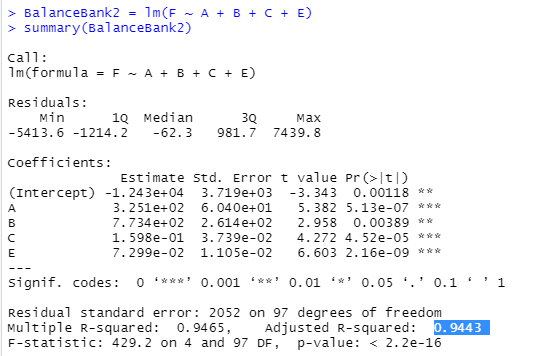 > BalanceBank2 = lm(F ~ A + B + C + E)
> summary(BalanceBank2)
Call:
lm(formula = F ~ A + B + C + E)
Residuals:
Min 1Q Median 3Q Max
-5413.6 -1214.2 -62.3 981.7 7439.8
Coefficients:
Estimate Std. Error t value Pr(>|t|)
(Intercept) -1.243e+04 3.719e+03 -3.343 0.00118 **
A 3.251e+02 6.040e+01 5.382 5.13e-07 ***
B 7.734e+02 2.614e+02 2.958 0.00389 **
C 1.598e-01 3.739e-02 4.272 4.52e-05 ***
E 7.299e-02 1.105e-02 6.603 2.16e-09 ***
---
Signif. codes: 0 ‘***’ 0.001 ‘**’ 0.01 ‘*’ 0.05 ‘.’ 0.1 ‘ ’ 1
Residual standard error: 2052 on 97 degrees of freedom
Multiple R-squared: 0.9465, Adjusted R-squared: 0.9443
F-statistic: 429.2 on 4 and 97 DF, p-value: < 2.2e-16